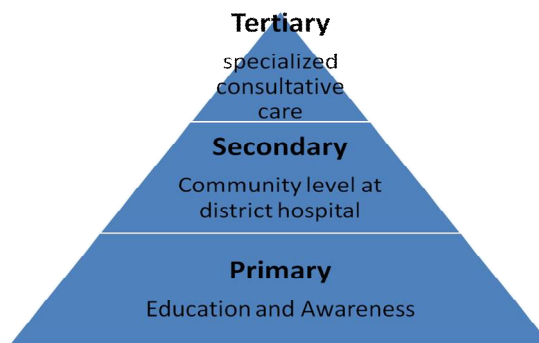 Tertiary
specialized
consultative
care
Secondary
Community level at
district hospital
Primary
Education and Awareness